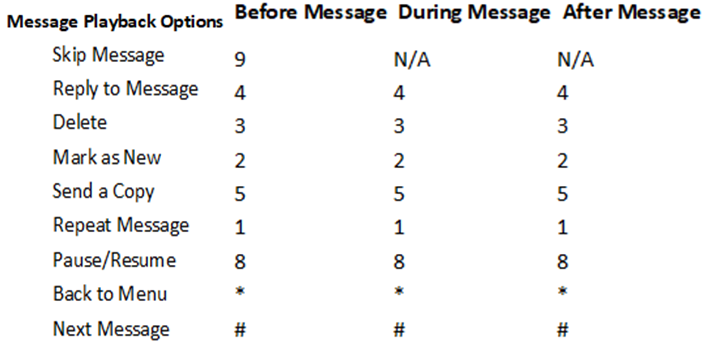 Message Playback Options Before Message During Message After Message
Skip Message 9 N/A N/A
Reply to Message 4 4 4
Delete 3 3 3
Mark as New 2 2 2
Send a Copy 5 5 5
Repeat Message 1 1 1
Pause/Resume 8 8 8
Back to Menu * * *
Next Message # # #